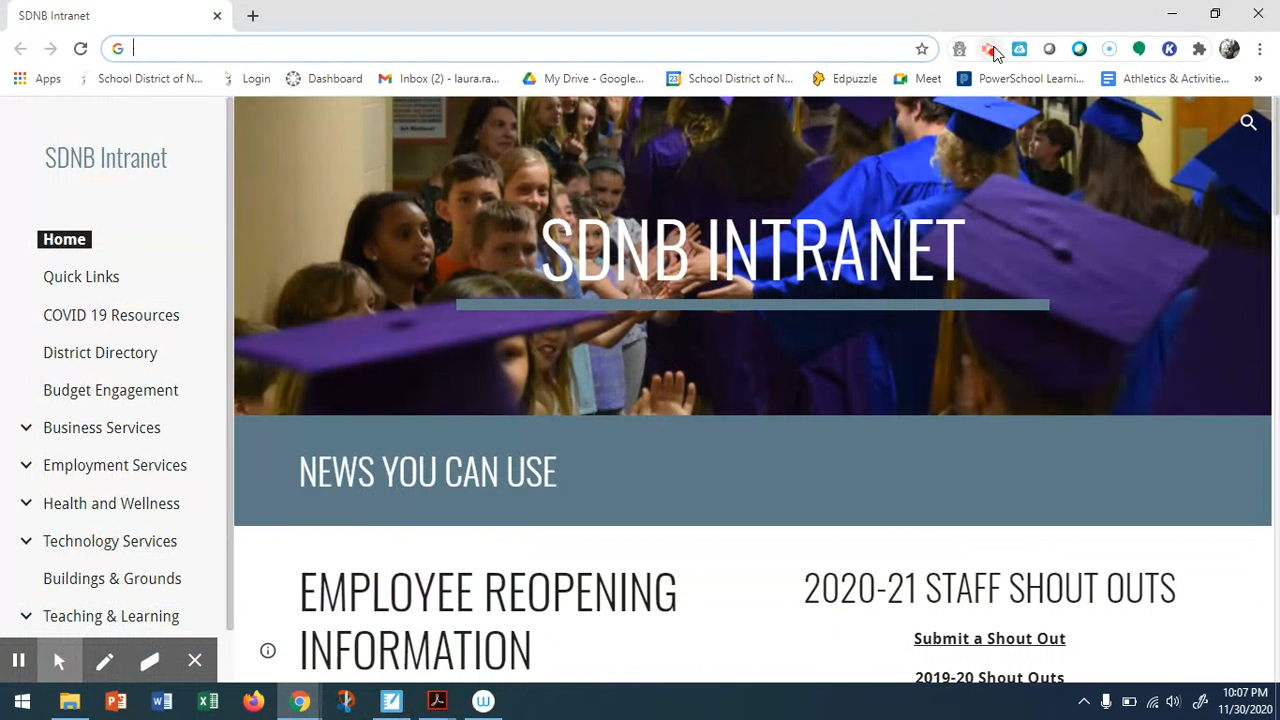 SDNB Intranet
Apps
School District of N...
Login
Dashboard
Inbox (2) - laura.ra...
My Drive - Google...
23
School District of N...
Edpuzzle
Meet
PowerSchool Learni...
Athletics & Activitie...
SDNB Intranet
Home
Quick Links
COVID 19 Resources
District Directory
Budget Engagement
Business Services
Employment Services
Health and Wellness
Technology Services
Buildings & Grounds
Teaching & Learning
SDNB INTRANET
NEWS YOU CAN USE
EMPLOYEE REOPENING
INFORMATION
2020-21 STAFF SHOUT OUTS
Submit a Shout Out
2019-20 Shout Outs
10:07 PM
11/30/2020